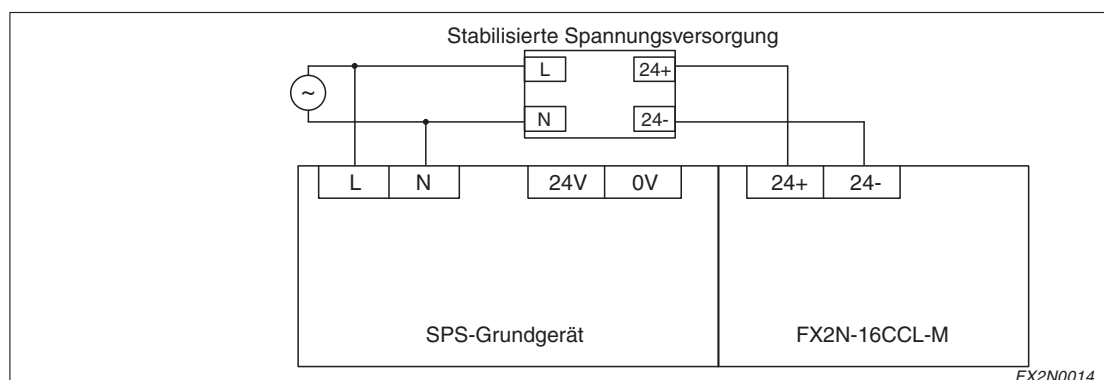 Stabilisierte Spannungsversorgung
L 24+
~
N 24-
L N 24V 0V 24+ 24-
SPS-Grundgerät FX2N-16CCL-M
FX2N0014